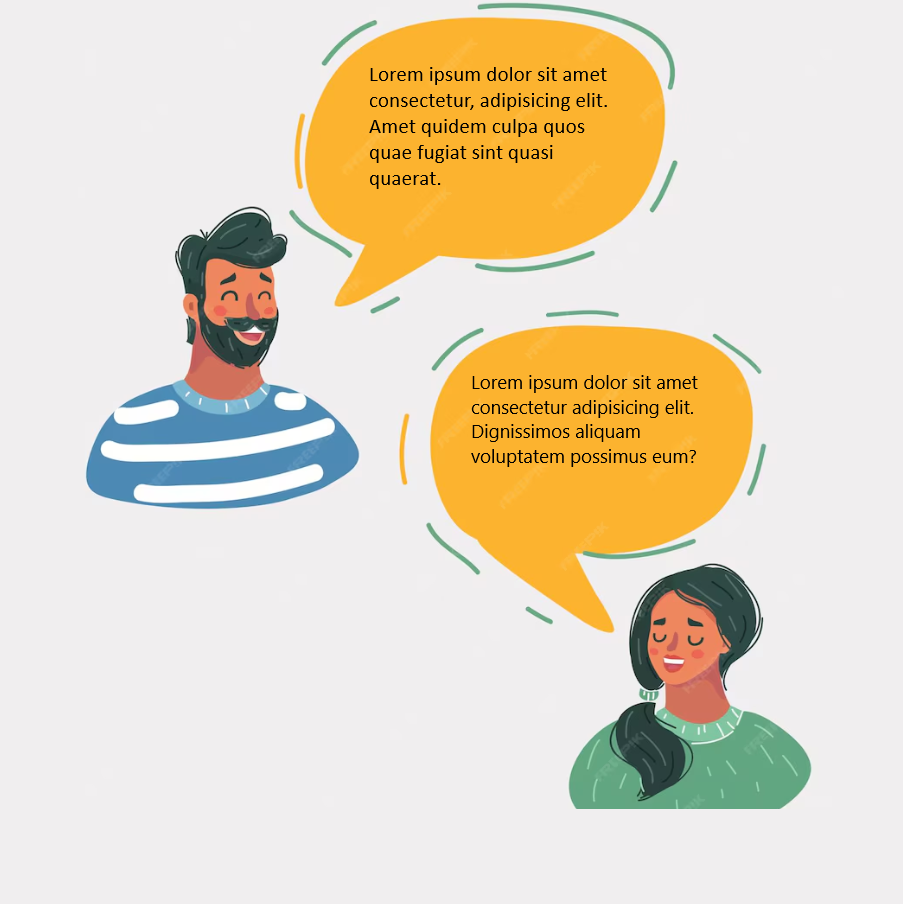 Lorem ipsum dolor sit amet
consectetur, adipisicing elit.
Amet quidem culpa quos
quae fugiat sint quasi
quaerat.
Lorem ipsum dolor sit amet
consectetur adipisicing elit.
Dignissimos aliquam
voluptatem possimus eum?